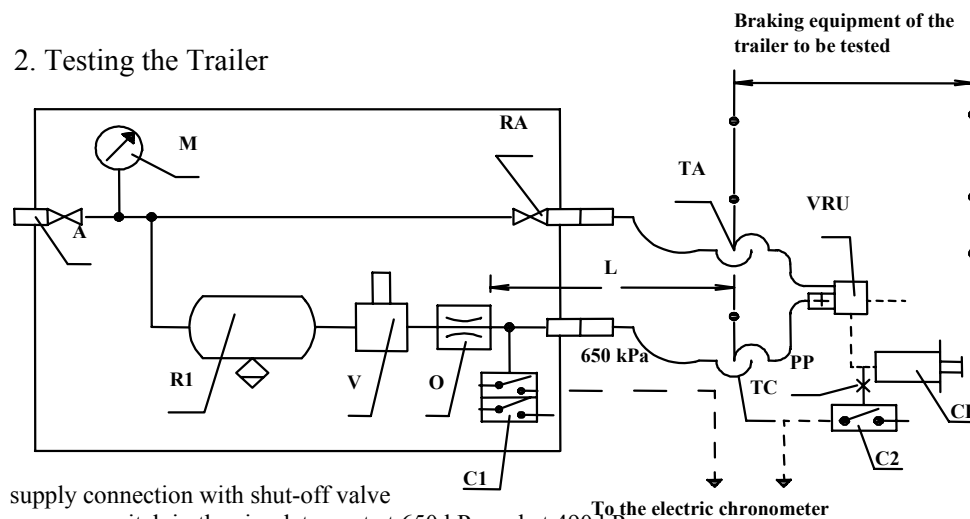 Braking equipment of the
trailer to be tested
2. Testing the Trailer
M
RA
TA
VRU
A
L
650 kPa
PP
R1
V
O
TC
C1
C2
supply connection with shut-off valve
To the electric chronometer